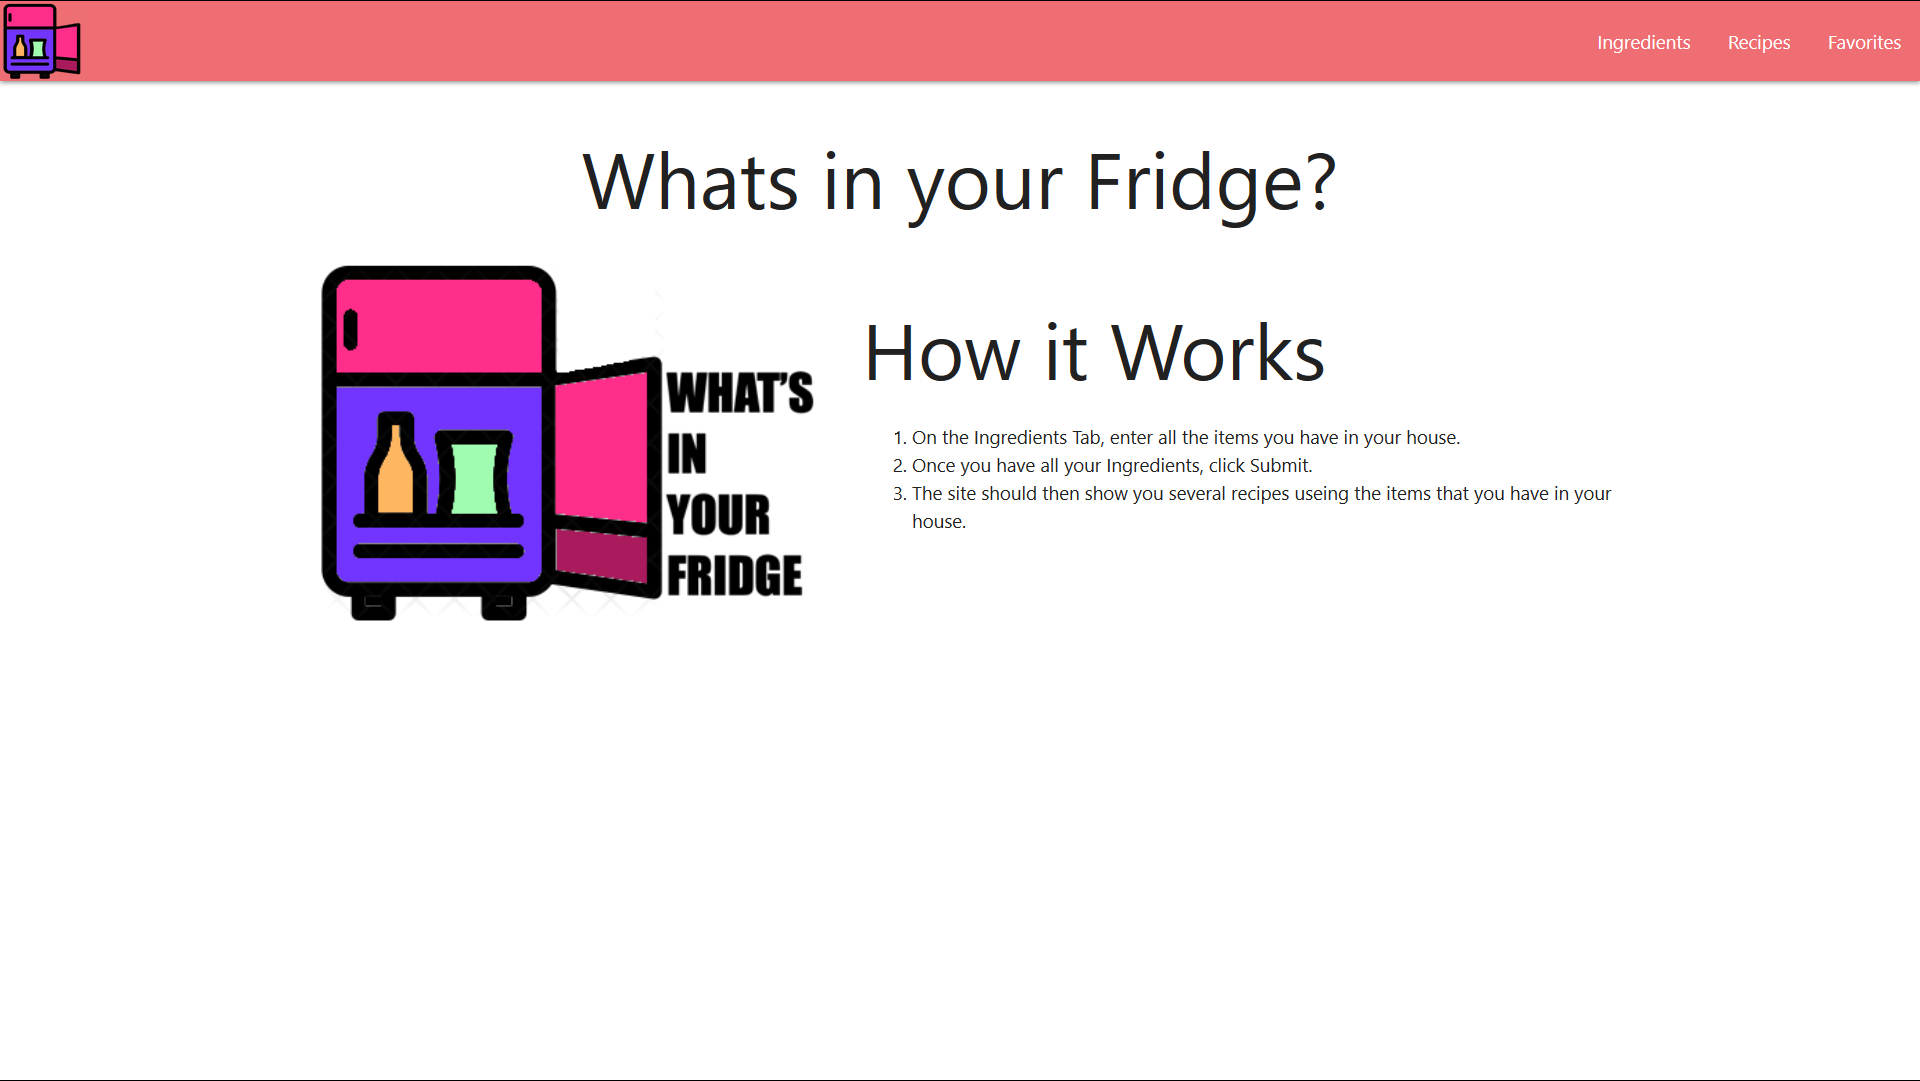 Ingredients Recipes Favorites
Whats in your Fridge?
WHAT'S
IN
YOUR
FRIDGE
How it Works
1. On the Ingredients Tab, enter all the items you have in your house.
2. Once you have all your Ingredients, click Submit.
3. The site should then show you several recipes useing the items that you have in your
house.